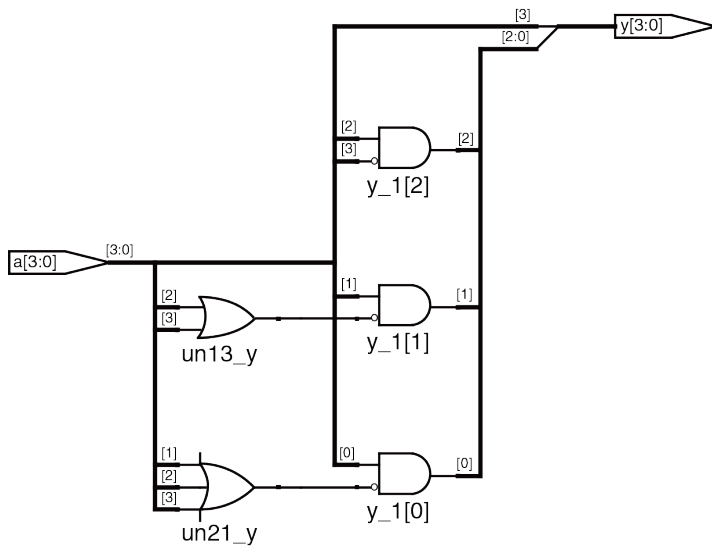 [3]
y[3:0]
[2:0]
[2]
[2]
[3]
y_1[2]
[3:0]
a[3:0]
[1]
[2]
[1]
[3]
y_1[1]
un13_y
[0]
[0]
[1]
[2]
[3]
y_1[0]
un21_y